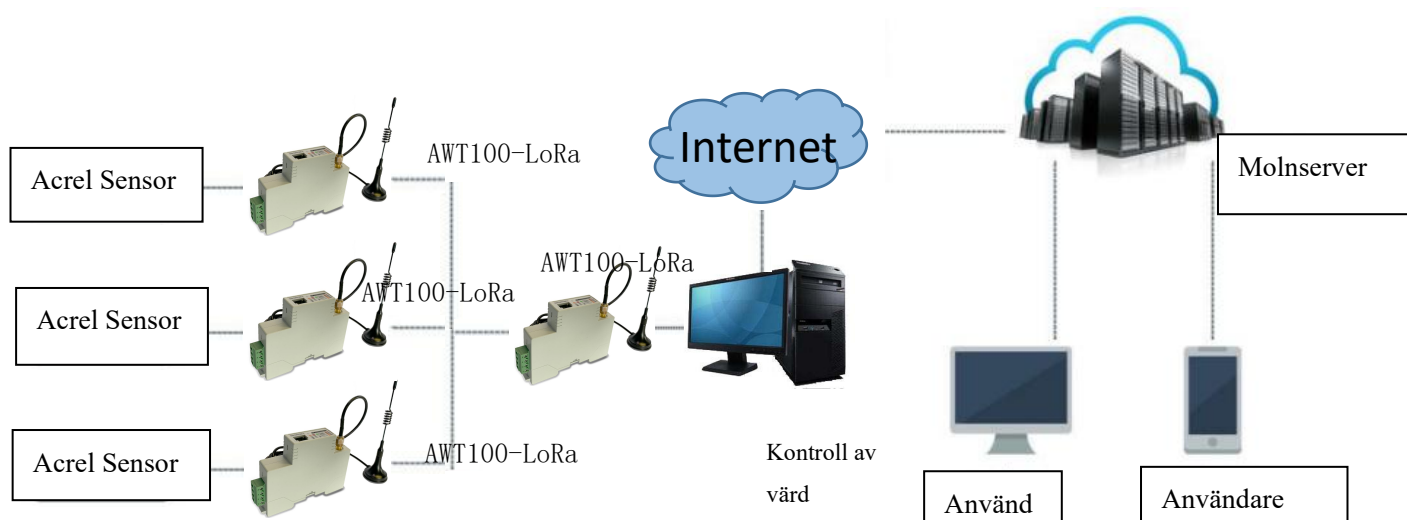 Acrel Sensor
AWT100-LoRa
Internet
Molnserver
Acrel Sensor
AWT100-LoRa
AWT100-LoRa
Acrel Sensor
AWT100-LoRa
Kontroll av
värd
Använd
Användare